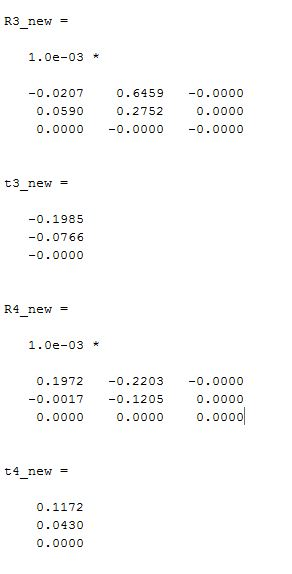 R3_new =
1.0e-03 *
-0.0207 0.6459 -0.0000
0.0590 0.2752 0.0000
0.0000 -0.0000 -0.0000
t3_new =
-0.1985
-0.0766
-0.0000
R4_new =
1.0e-03 *
0.1972 -0.2203 -0.0000
-0.0017 -0.1205 0.0000
0.0000 0.0000 0.0000
t4_new =
0.1172
0.0430
0.0000